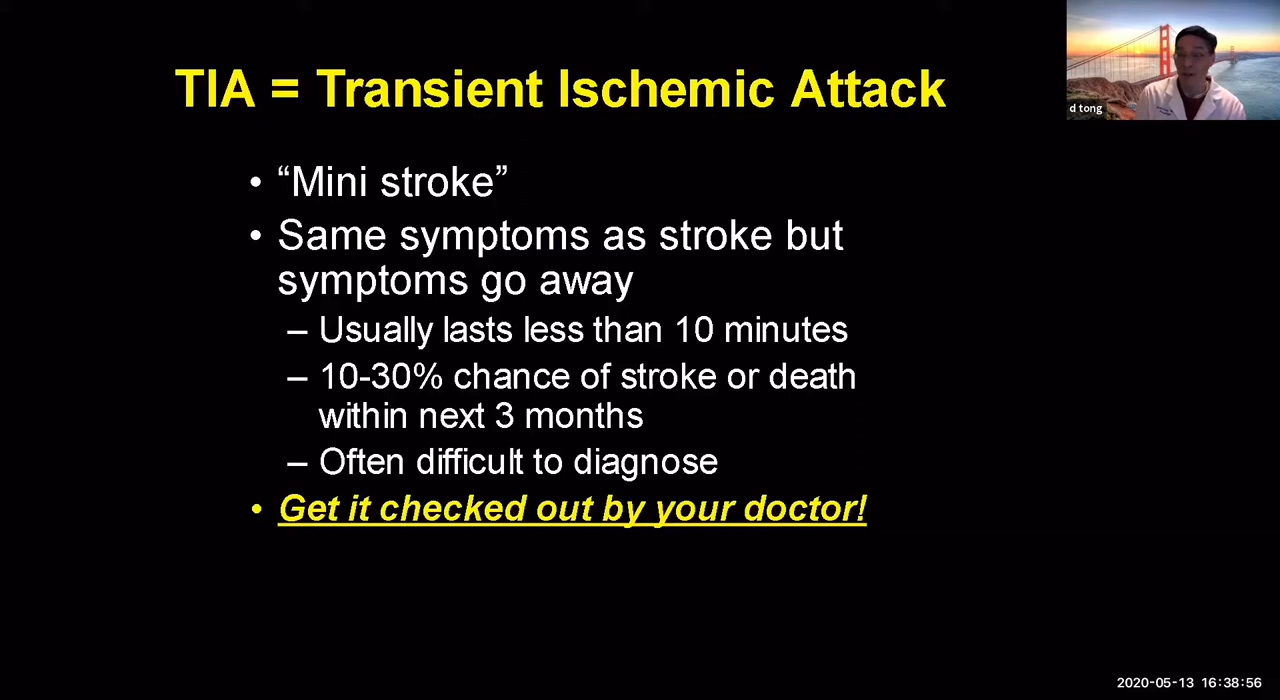 TIA = Transient Ischemic Attack
d tong
• “Mini stroke”
• Same symptoms as stroke but
symptoms go away
– Usually lasts less than 10 minutes
– 10-30% chance of stroke or death
within next 3 months
– Often difficult to diagnose
• Get it checked out by your doctor!
2020-05-13 16:38:56